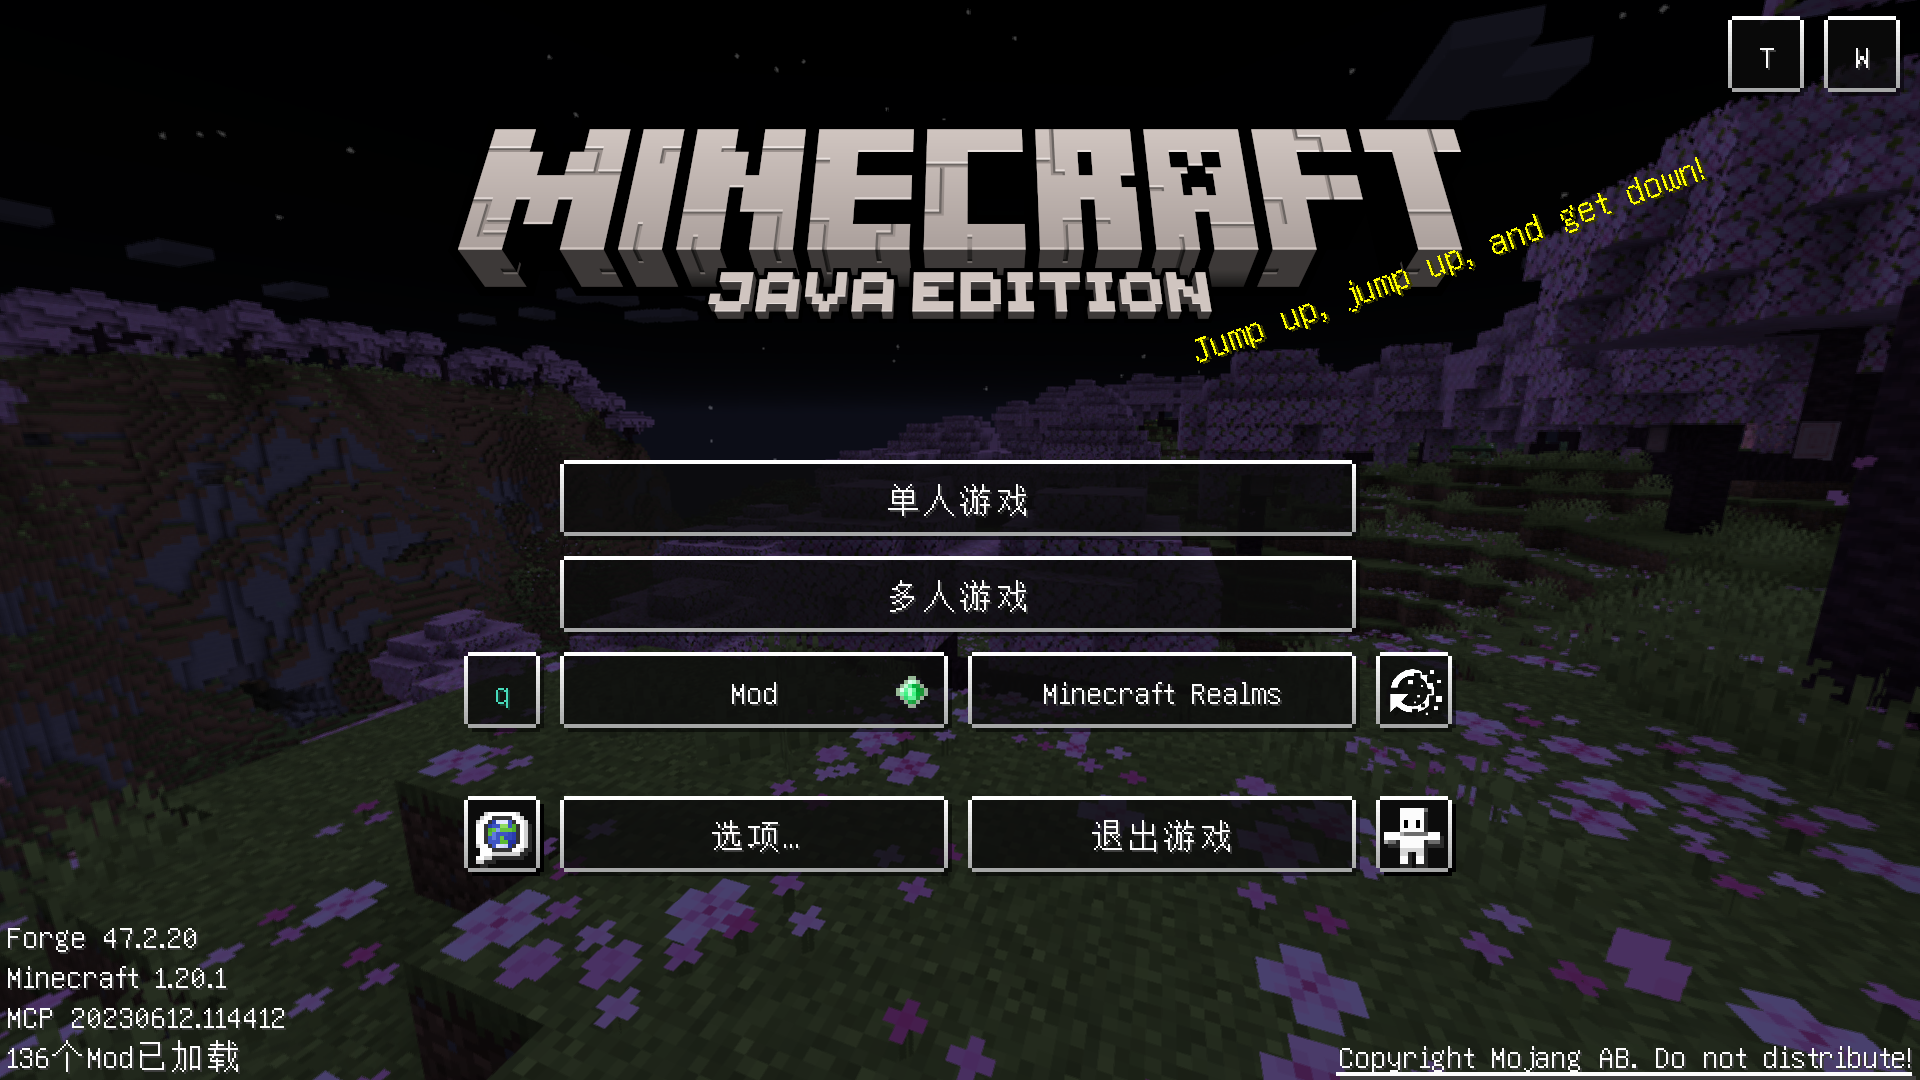 T
W
MINECRAFT
JAVA EDITION
Jump up, jump up, and get down!
单人游戏
多人游戏
q
Mod
Minecraft Realms
选项...
退出游戏
Forge 47.2.20
Minecraft 1.20.1
MCP 20230612.114412
136个Mod已加载
Copyright Mojang AB. Do not distribute!